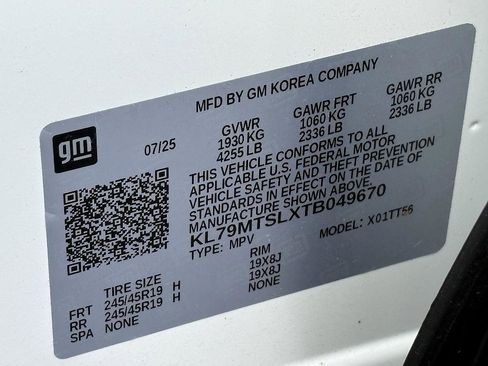 MFD BY GM KOREA COMPANY
gm
07/25
GVWR GAWR FRT GAWR RR
1930 KG 1060 KG 1060 KG
4255 LB 2336 LB 2336 LB
THIS VEHICLE CONFORMS TO ALL
APPLICABLE U.S. FEDERAL MOTOR
VEHICLE SAFETY AND THEFT PREVENTION
STANDARDS IN EFFECT ON THE DATE OF
MANUFACTURE SHOWN ABOVE.
KL79MTSLXTB049670
TYPE: MPV MODEL: X01TT56
TIRE SIZE RIM
FRT 245/45R19 H 19X8J
RR 245/45R19 H 19X8J
SPA NONE NONE